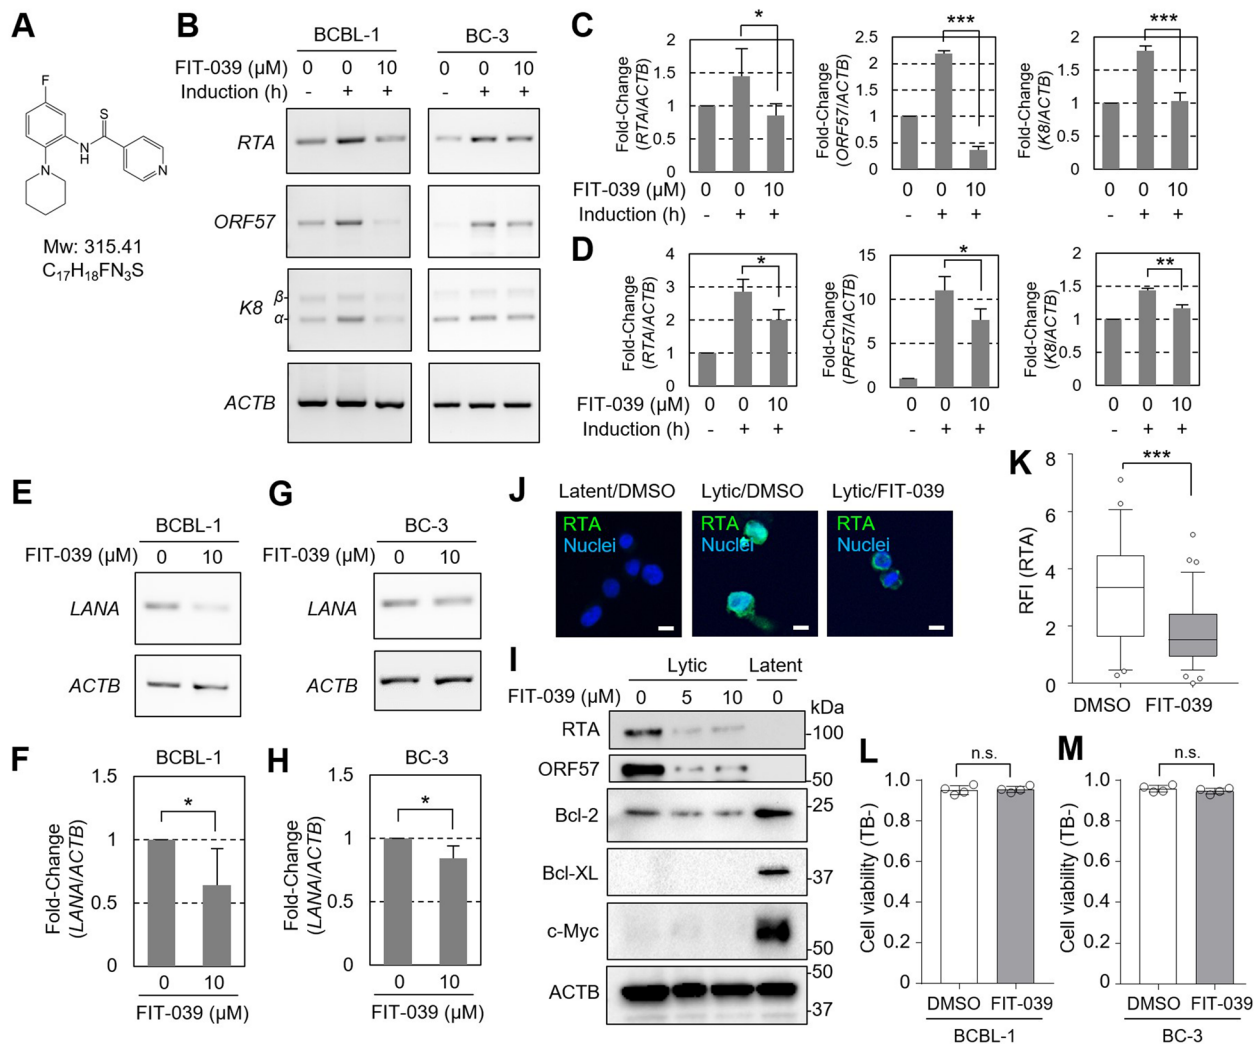 A
F
S
NH
N
N
Mw: 315.41
C17H18FN3S
B
BCBL-1 BC-3
FIT-039 (μM) 0 0 10 0 0 10
Induction (h) - + + - + +
RTA
ORF57
K8 β- α-
ACTB
C
Fold-Change (RTA/ACTB)
2
1.5
1
0.5
0
*
Fold-Change (ORF57/ACTB)
2.5
2
1.5
1
0.5
0
***
Fold-Change (K8/ACTB)
2
1.5
1
0.5
0
***
FIT-039 (μM) 0 0 10 0 0 10 0 0 10
Induction (h) - + + - + + - + +
D
Fold-Change (RTA/ACTB)
4
3
2
1
0
*
Fold-Change (PRF57/ACTB)
15
10
5
0
*
Fold-Change (K8/ACTB)
2
1.5
1
0.5
0
**
FIT-039 (μM) 0 0 10 0 0 10 0 0 10
Induction (h) - + + - + + - + +
E
BCBL-1
FIT-039 (μM) 0 10
LANA
ACTB
F
BCBL-1
Fold-Change (LANA/ACTB)
1.5
1
0.5
0
*
0 10
FIT-039 (μM)
G
BC-3
FIT-039 (μM) 0 10
LANA
ACTB
H
BC-3
Fold-Change (LANA/ACTB)
1.5
1
0.5
0
*
0 10
FIT-039 (μM)
J
Latent/DMSO Lytic/DMSO Lytic/FIT-039
RTA RTA RTA
Nuclei Nuclei Nuclei
I
Lytic Latent
FIT-039 (μM) 0 5 10 0
kDa
RTA -100
ORF57 -50
Bcl-2 -25
Bcl-XL -37
c-Myc -50
ACTB -50 -37
K
RFI (RTA)
8
6
4
2
0
***
DMSO FIT-039
L
Cell viability (TB-)
1.0
0.8
0.6
0.4
0.2
0
n.s.
DMSO FIT-039
BCBL-1
M
Cell viability (TB-)
1.0
0.8
0.6
0.4
0.2
0
n.s.
DMSO FIT-039
BC-3